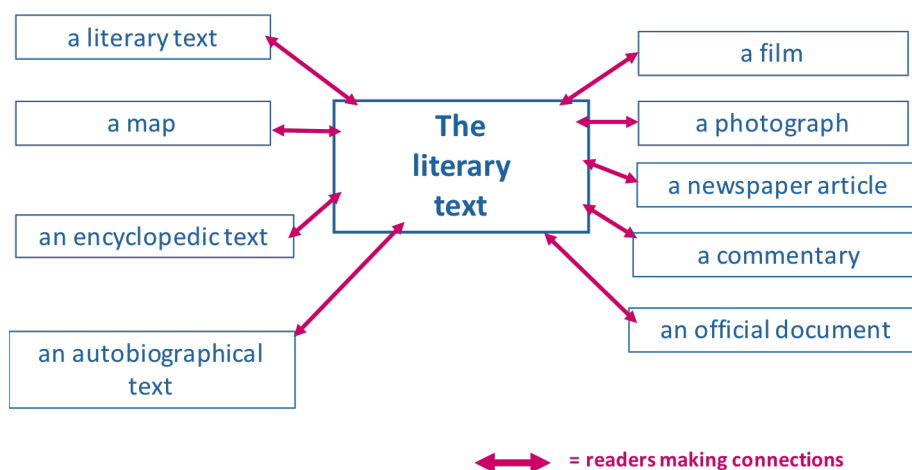 a literary text
a map
an encyclopedic text
an autobiographical
text
The
literary
text
a film
a photograph
a newspaper article
a commentary
an official document
= readers making connections